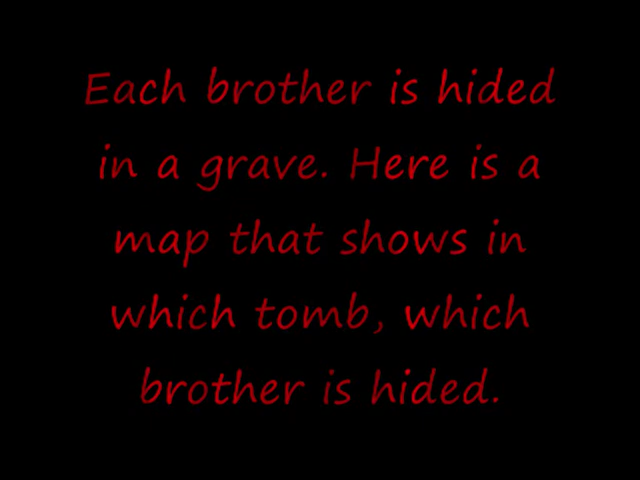 Each brother is hided
in a grave. Here is a
map that shows in
which tomb, which
brother is hided.